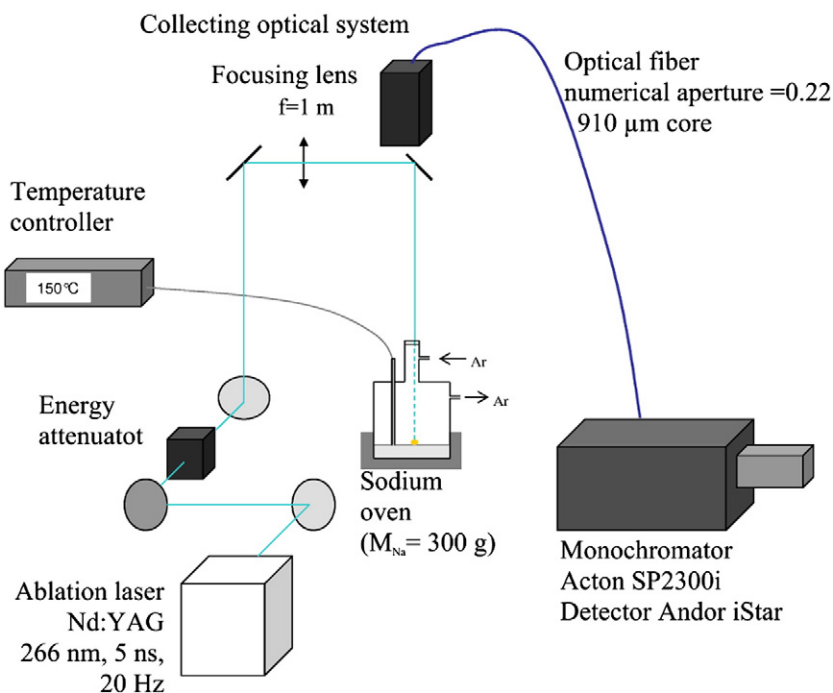 Collecting optical system
Focusing lens
f=1 m
Optical fiber
numerical aperture =0.22
910 µm core
Temperature
controller
150°C
Ar
Ar
Energy
attenuatot
Sodium
oven
(M_Na= 300 g)
Monochromator
Acton SP2300i
Detector Andor iStar
Ablation laser
Nd:YAG
266 nm, 5 ns,
20 Hz